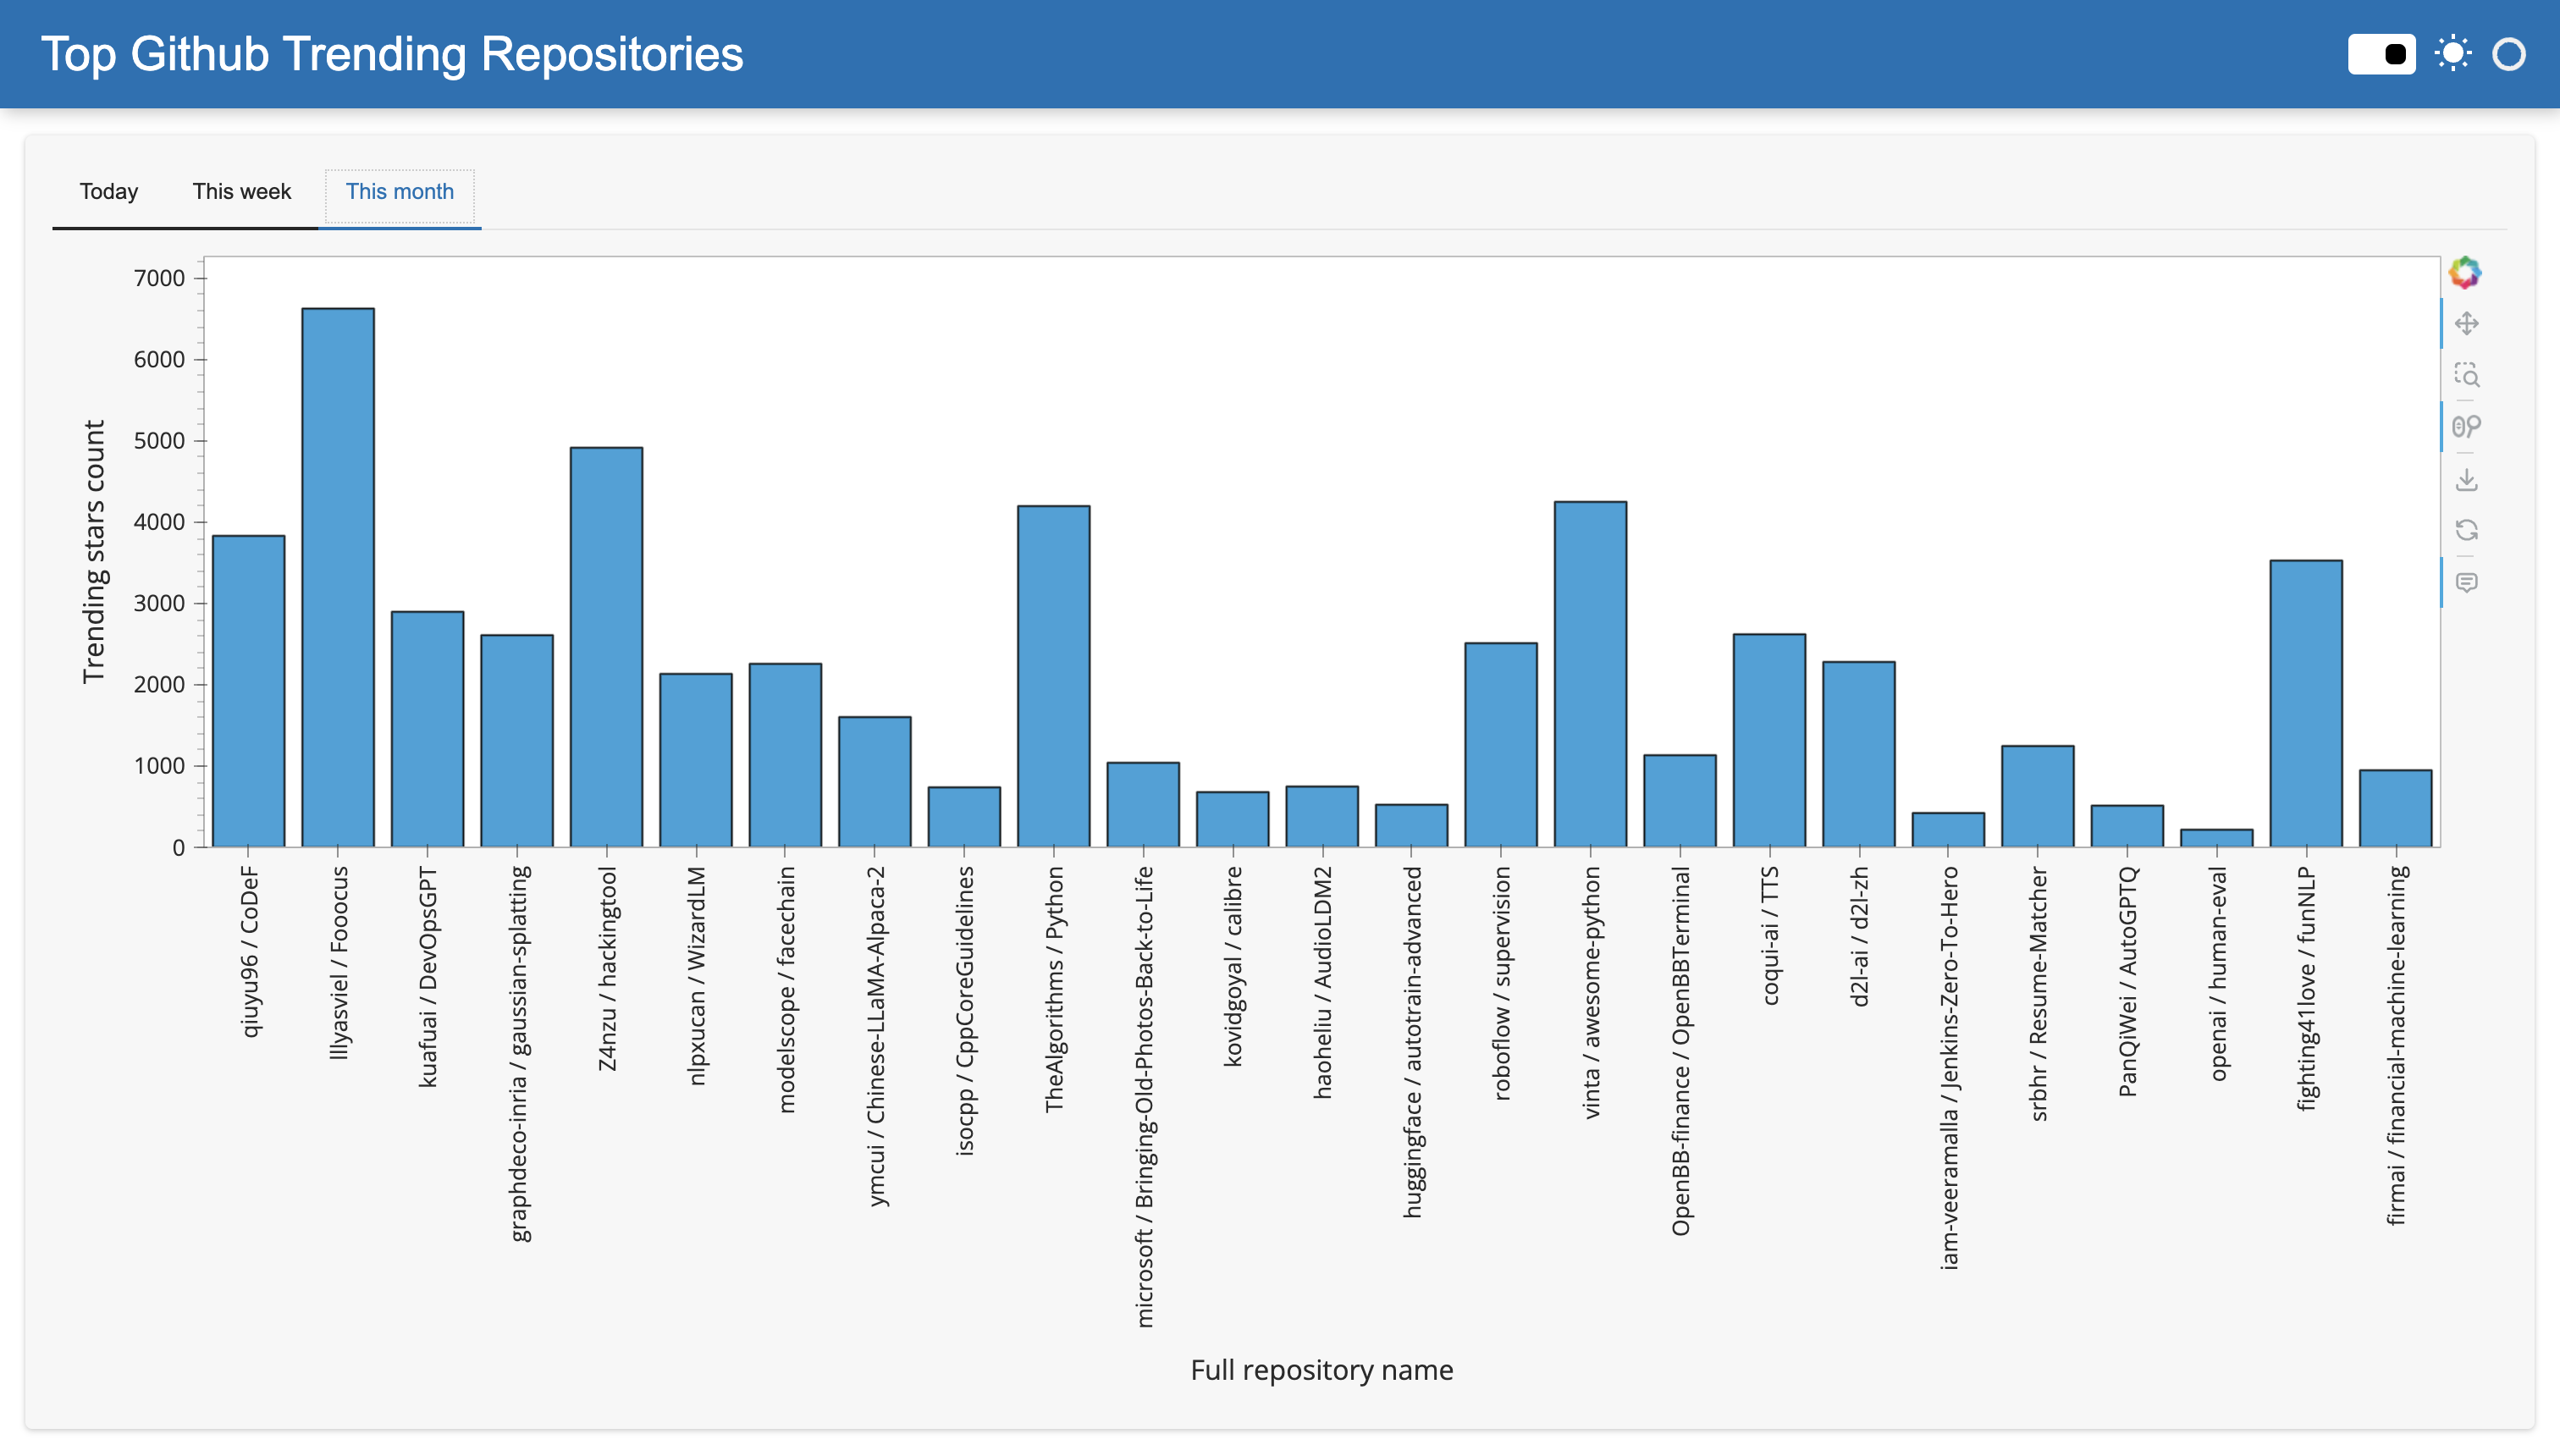 Top Github Trending Repositories
Today
This week
This month
Trending stars count
7000
6000
5000
4000
3000
2000
1000
0
qiuyu96 / CoDeF
lllyasviel / Fooocus
kuafuai / DevOpsGPT
graphdeco-inria / gaussian-splatting
Z4nzu / hackingtool
nlpxucan / WizardLM
modelscope / facechain
ymcui / Chinese-LLaMA-Alpaca-2
isocpp / CppCoreGuidelines
TheAlgorithms / Python
microsoft / Bringing-Old-Photos-Back-to-Life
kovidgoyal / calibre
haoheliu / AudioLDM2
huggingface / autotrain-advanced
roboflow / supervision
vinta / awesome-python
OpenBB-finance / OpenBBTerminal
coqui-ai / TTS
d2l-ai / d2l-zh
iam-veeramalla / Jenkins-Zero-To-Hero
srbhr / Resume-Matcher
PanQiWei / AutoGPTQ
openai / human-eval
fighting41love / funNLP
firmai / financial-machine-learning
Full repository name